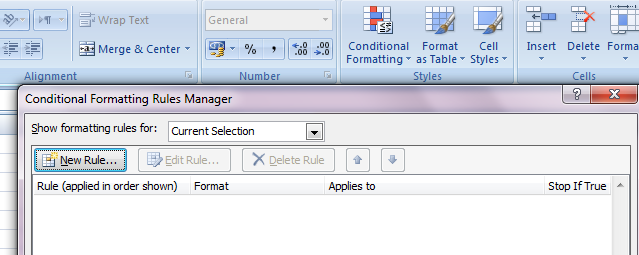 Wrap Text
General
Merge & Center
$ % , .0 .00 .00 .0
Conditional Formatting
Format as Table
Cell Styles
Insert
Delete
Forma
Alignment
Number
Styles
Cells
Conditional Formatting Rules Manager
Show formatting rules for: Current Selection
New Rule... Edit Rule... Delete Rule
Rule (applied in order shown) Format Applies to Stop If True